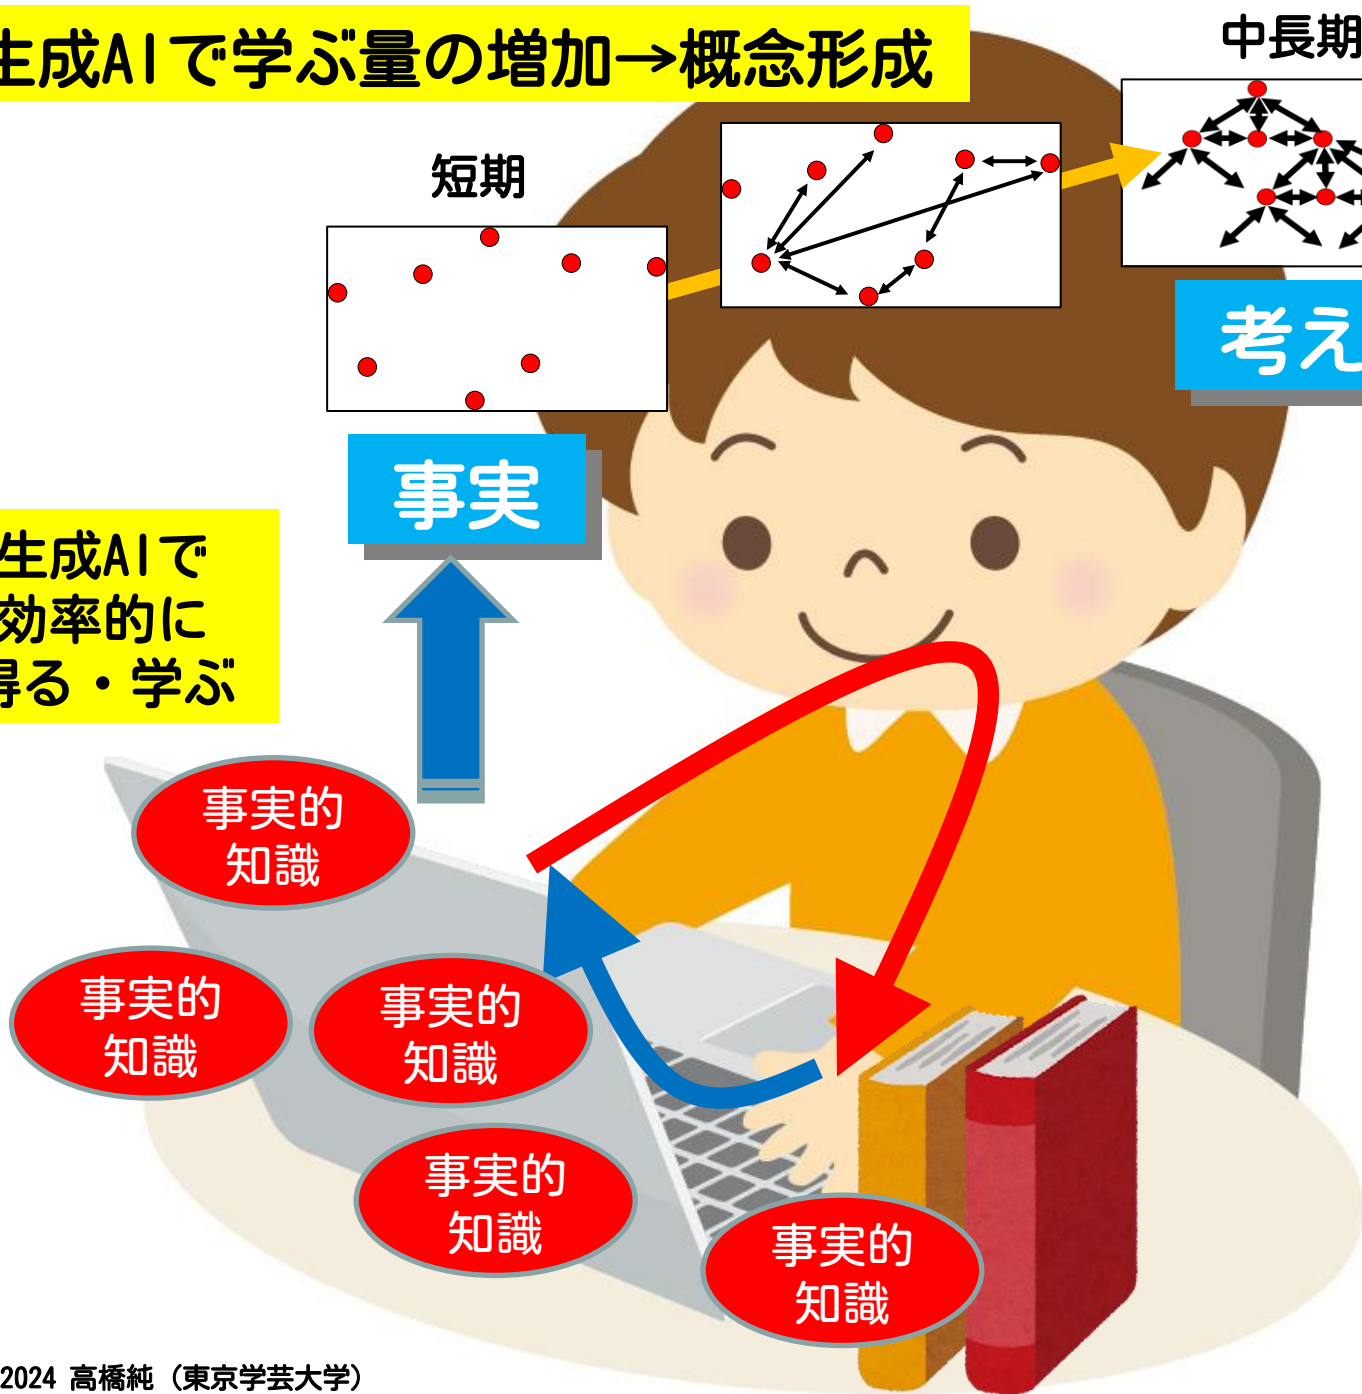 生成AIで学ぶ量の増加→概念形成
中長期
短期
考え
事実
生成AIで
効率的に
得る・学ぶ
事実的
知識
事実的
知識
事実的
知識
事実的
知識
事実的
知識
2024 高橋純（東京学芸大学）